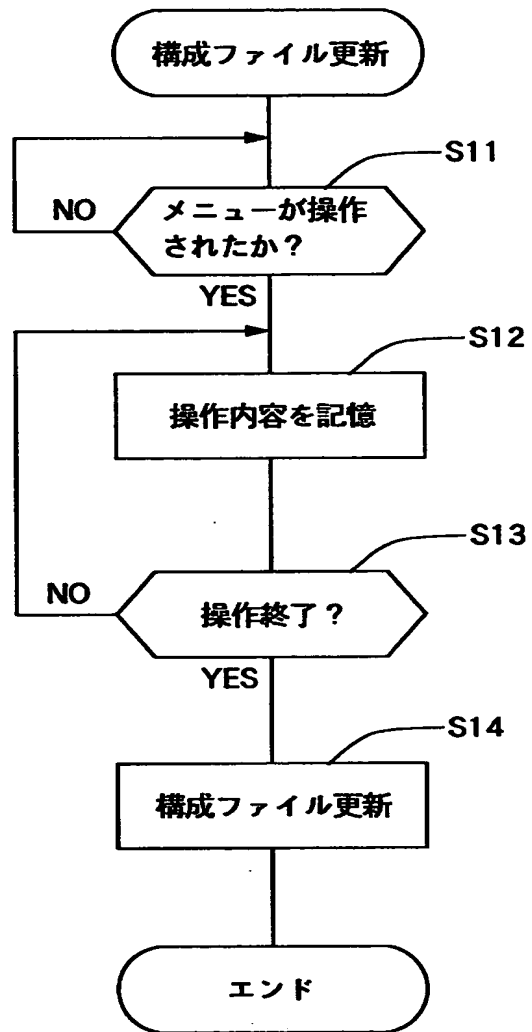 構成ファイル更新
S11
メニューが操作
されたか？
NO
YES
S12
操作内容を記憶
S13
操作終了？
NO
YES
S14
構成ファイル更新
エンド